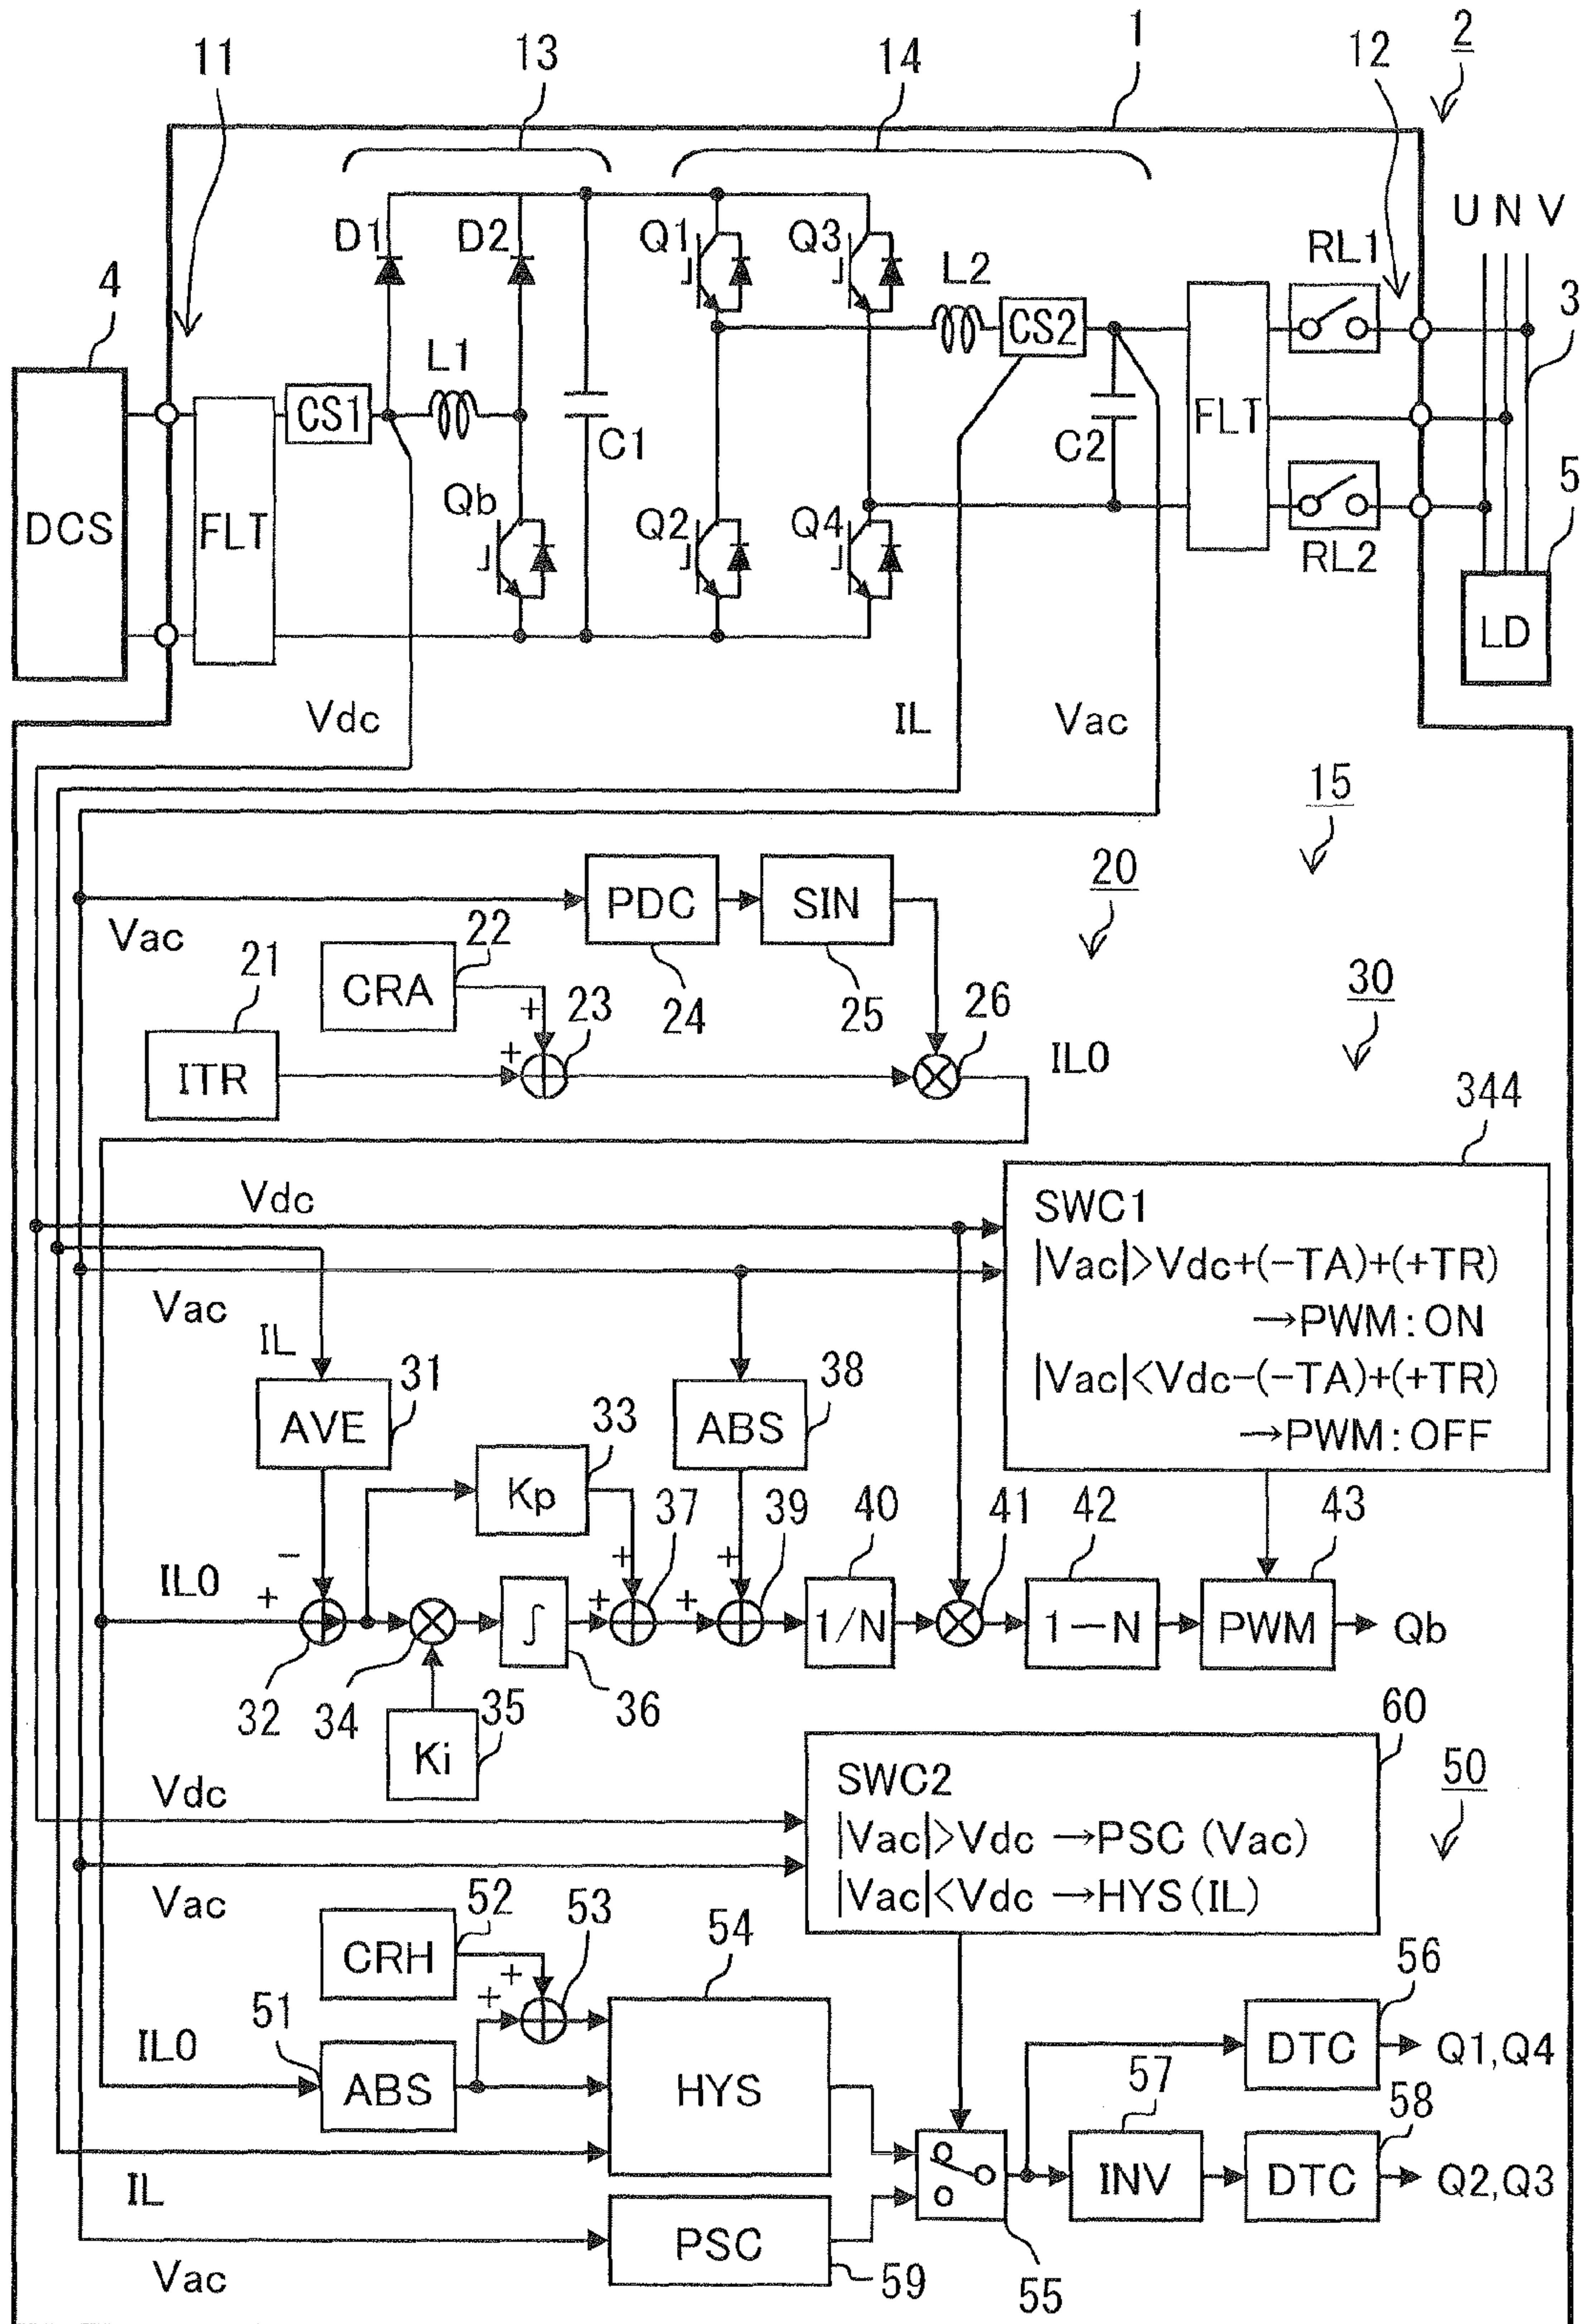 11
13
14
1
12
2
D1
D2
Q1
Q3
L2
RL1
U N V
3
4
L1
CS2
DCS
FLT
CS1
C1
C2
FLT
5
Qb
Q2
Q4
RL2
LD
Vdc
IL
Vac
15
20
PDC
SIN
Vac
22
21
CRA
+
23
24
25
26
30
ITR
+
IL0
344
Vdc
SWC1
|Vac|>Vdc+(-TA)+(+TR)
→PWM:ON
|Vac|<Vdc-(-TA)+(+TR)
→PWM:OFF
Vac
IL
31
38
AVE
33
ABS
Kp
37
39
40
41
42
43
−
+
+
IL0
+
+
+
∫
1/N
1−N
PWM
Qb
32
34
35
36
60
Ki
50
Vdc
SWC2
|Vac|>Vdc →PSC (Vac)
|Vac|<Vdc →HYS(IL)
Vac
52
53
54
CRH
+
56
51
+
IL0
57
DTC
Q1,Q4
ABS
HYS
58
INV
DTC
Q2,Q3
IL
PSC
Vac
59
55